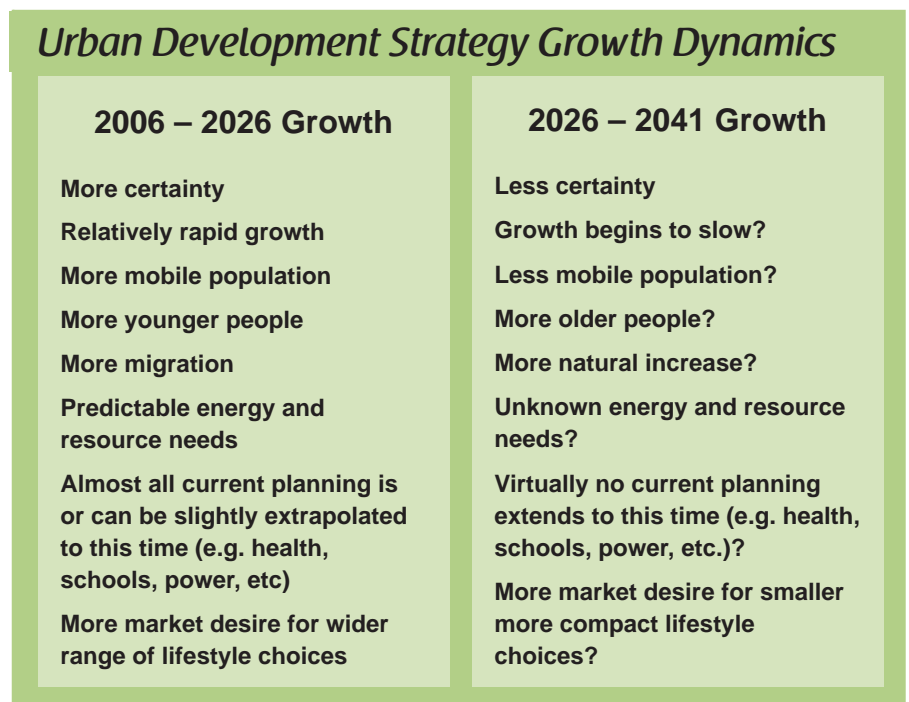 Urban Development Strategy Growth Dynamics
2006 – 2026 Growth
More certainty
Relatively rapid growth
More mobile population
More younger people
More migration
Predictable energy and
resource needs
Almost all current planning is
or can be slightly extrapolated
to this time (e.g. health,
schools, power, etc)
More market desire for wider
range of lifestyle choices
2026 – 2041 Growth
Less certainty
Growth begins to slow?
Less mobile population?
More older people?
More natural increase?
Unknown energy and resource
needs?
Virtually no current planning
extends to this time (e.g. health,
schools, power, etc.)?
More market desire for smaller
more compact lifestyle
choices?